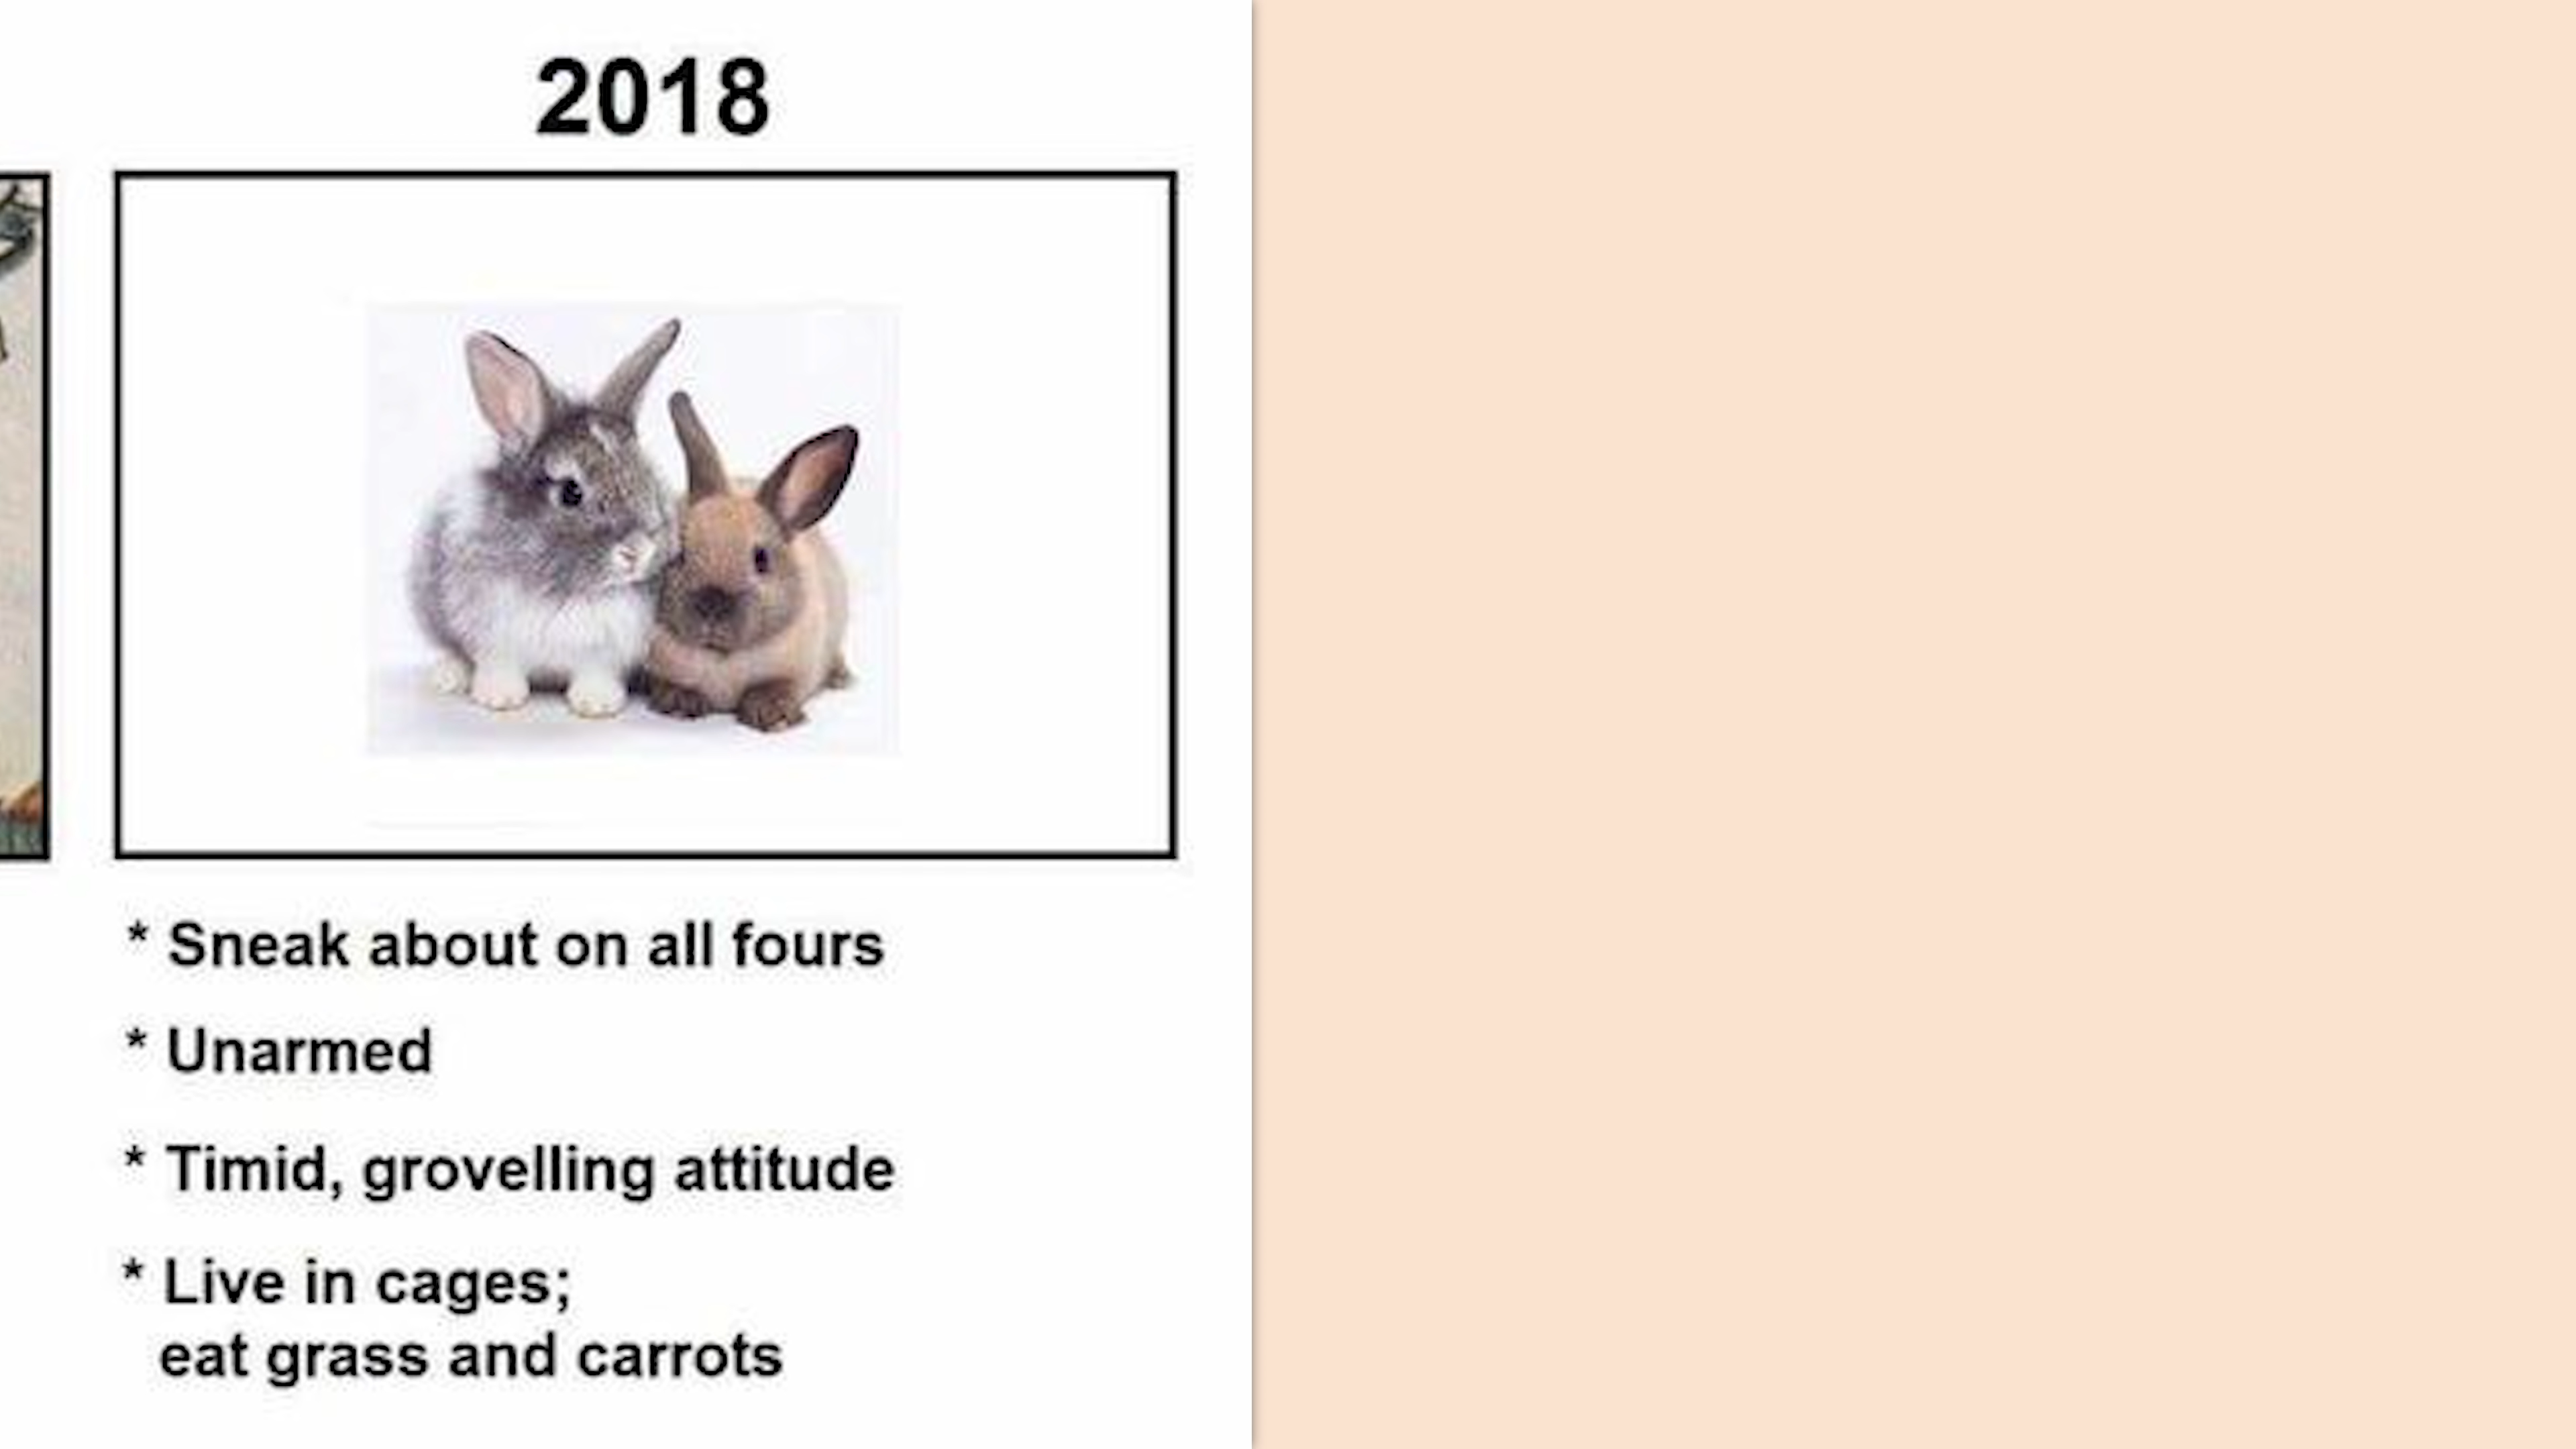 2018
* Sneak about on all fours
* Unarmed
* Timid, grovelling attitude
* Live in cages;
eat grass and carrots